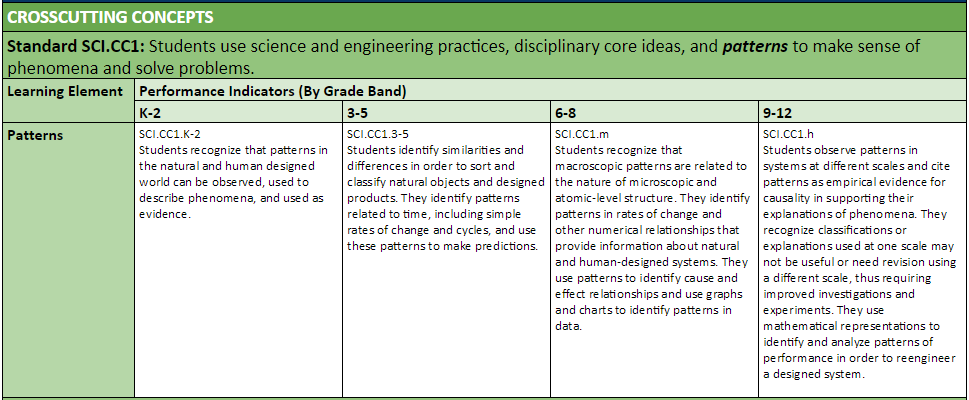 CROSSCUTTING CONCEPTS
Standard SCI.CC1: Students use science and engineering practices, disciplinary core ideas, and patterns to make sense of
phenomena and solve problems.
Learning Element
Performance Indicators (By Grade Band)
K-2
3-5
6-8
9-12
Patterns
SCI.CC1.K-2
Students recognize that patterns in
the natural and human designed
world can be observed, used to
describe phenomena, and used as
evidence.
SCI.CC1.3-5
Students identify similarities and
differences in order to sort and
classify natural objects and designed
products. They identify patterns
related to time, including simple
rates of change and cycles, and use
these patterns to make predictions.
SCI.CC1.m
Students recognize that
macroscopic patterns are related to
the nature of microscopic and
atomic-level structure. They identify
patterns in rates of change and
other numerical relationships that
provide information about natural
and human-designed systems. They
use patterns to identify cause and
effect relationships and use graphs
and charts to identify patterns in
data.
SCI.CC1.h
Students observe patterns in
systems at different scales and cite
patterns as empirical evidence for
causality in supporting their
explanations of phenomena. They
recognize classifications or
explanations used at one scale may
not be useful or need revision using
a different scale, thus requiring
improved investigations and
experiments. They use
mathematical representations to
identify and analyze patterns of
performance in order to reengineer
a designed system.